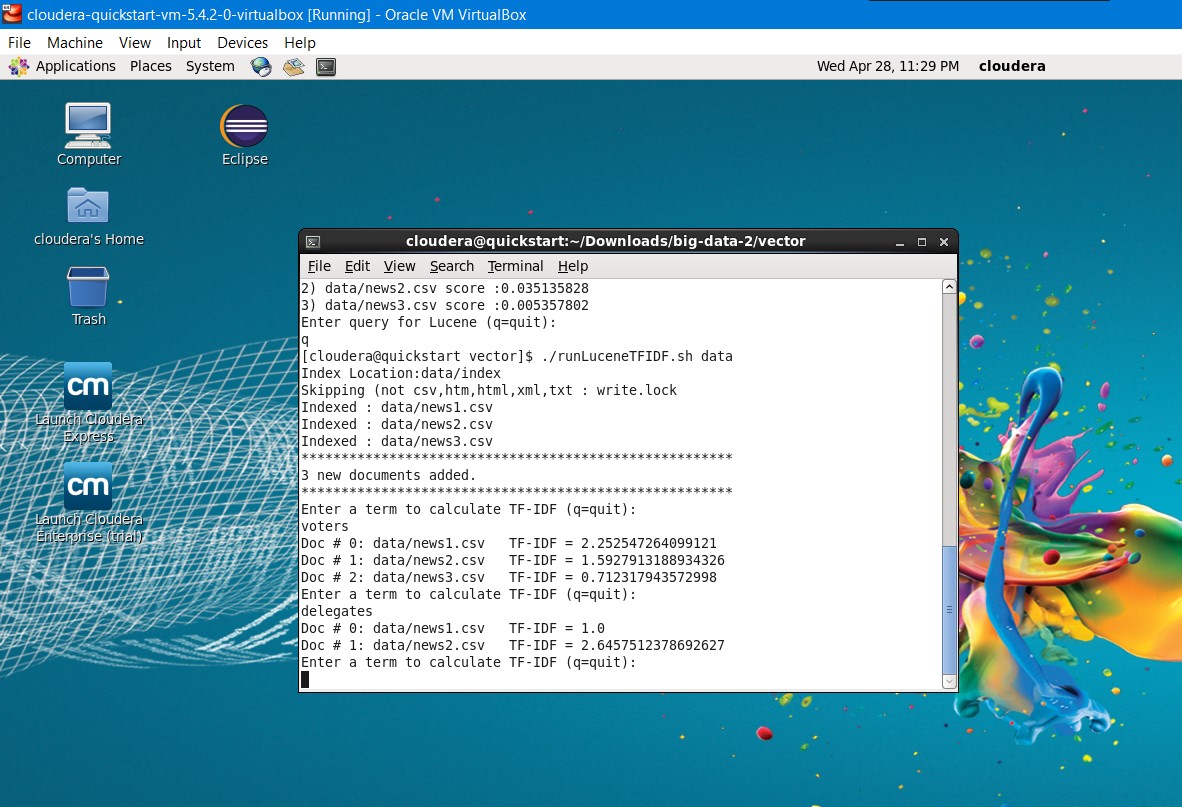 cloudera-quickstart-vm-5.4.2-0-virtualbox [Running] - Oracle VM VirtualBox
File Machine View Input Devices Help
Applications Places System Wed Apr 28, 11:29 PM cloudera
Computer
Eclipse
cloudera's Home
Trash
cm
Launch Cloudera
Express
cm
Launch Cloudera
Enterprise (trial)
cloudera@quickstart:~/Downloads/big-data-2/vector
File Edit View Search Terminal Help
2) data/news2.csv score :0.035135828
3) data/news3.csv score :0.005357802
Enter query for Lucene (q=quit):
q
[cloudera@quickstart vector]$ ./runLuceneTFIDF.sh data
Index Location:data/index
Skipping (not csv,htm,html,xml,txt : write.lock
Indexed : data/news1.csv
Indexed : data/news2.csv
Indexed : data/news3.csv
******************************************************
3 new documents added.
******************************************************
Enter a term to calculate TF-IDF (q=quit):
voters
Doc # 0: data/news1.csv   TF-IDF = 2.252547264099121
Doc # 1: data/news2.csv   TF-IDF = 1.5927913188934326
Doc # 2: data/news3.csv   TF-IDF = 0.712317943572998
Enter a term to calculate TF-IDF (q=quit):
delegates
Doc # 0: data/news1.csv   TF-IDF = 1.0
Doc # 1: data/news2.csv   TF-IDF = 2.6457512378692627
Enter a term to calculate TF-IDF (q=quit):